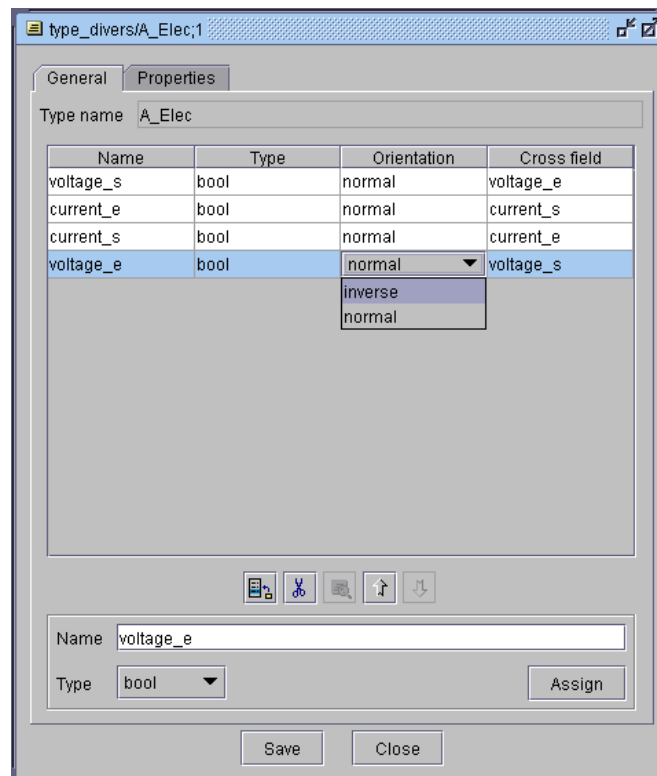 type_divers/A_Elec;1
General Properties
Type name A_Elec
Name Type Orientation Cross field
voltage_s bool normal voltage_e
current_e bool normal current_s
current_s bool normal current_e
voltage_e bool normal voltage_s
inverse
normal
Name voltage_e
Type bool Assign
Save Close